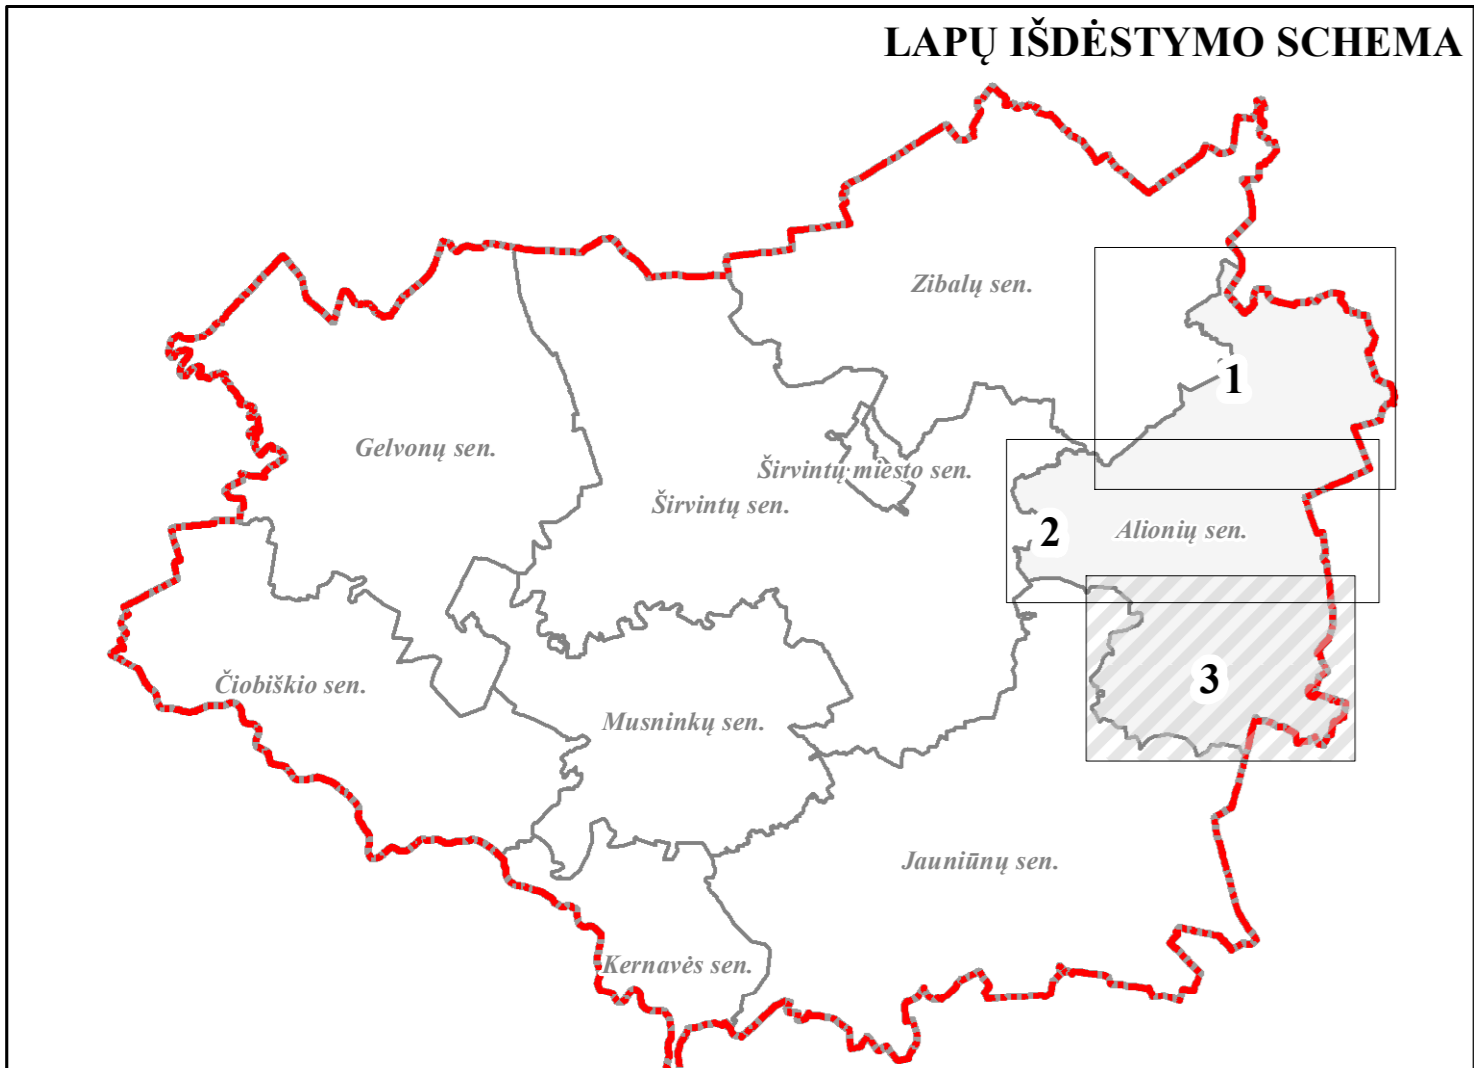 LAPŲ IŠDĖSTYMO SCHEMA
Zibalų sen.
1
Gelvonų sen.
Širvintų miesto sen.
Širvintų sen.
2
Alionių sen.
3
Čiobiškio sen.
Musninkų sen.
Jauniūnų sen.
Kernavės sen.